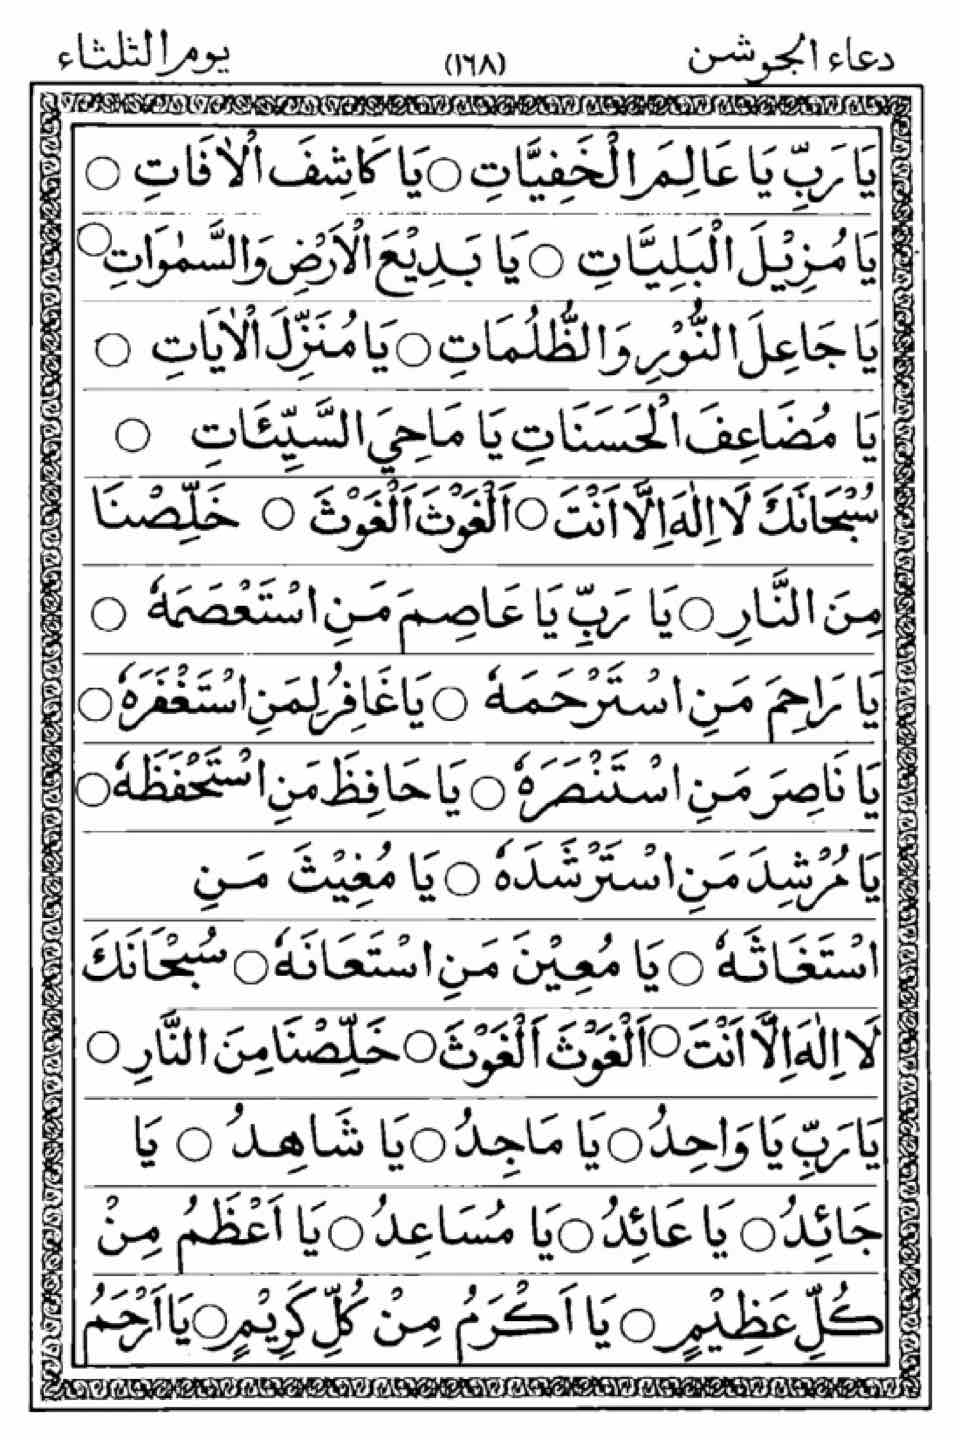 دعاء الجوشن (١٦٨) يوم الثلثاء
يَا رَبِّ يَا عَالِمَ الْخَفِيَّاتِ ○ يَا كَاشِفَ الْاٰفَاتِ ○
يَا مُزِيْلَ الْبَلِيَّاتِ ○ يَا بَدِيْعَ الْاَرْضِ وَالسَّمٰوَاتِ ○
يَا جَاعِلَ النُّوْرِ وَالظُّلُمَاتِ ○ يَا مُنَزِّلَ الْاٰيَاتِ ○
يَا مُضَاعِفَ الْحَسَنَاتِ يَا مَاحِيَ السَّيِّئَاتِ ○
سُبْحَانَكَ لَا اِلٰهَ اِلَّا اَنْتَ ○ اَلْغَوْثَ اَلْغَوْثَ ○ خَلِّصْنَا
مِنَ النَّارِ ○ يَا رَبِّ يَا عَاصِمَ مَنِ اسْتَعْصَمَهٗ ○
يَا رَاحِمَ مَنِ اسْتَرْحَمَهٗ ○ يَا غَافِرُ لِمَنِ اسْتَغْفَرَهٗ ○
يَا نَاصِرَ مَنِ اسْتَنْصَرَهٗ ○ يَا حَافِظَ مَنِ اسْتَحْفَظَهٗ ○
يَا مُرْشِدَ مَنِ اسْتَرْشَدَهٗ ○ يَا مُغِيْثَ مَنِ
اسْتَغَاثَهٗ ○ يَا مُعِيْنَ مَنِ اسْتَعَانَهٗ ○ سُبْحَانَكَ
لَا اِلٰهَ اِلَّا اَنْتَ ○ اَلْغَوْثَ اَلْغَوْثَ ○ خَلِّصْنَا مِنَ النَّارِ ○
يَا رَبِّ يَا وَاحِدُ ○ يَا مَاجِدُ ○ يَا شَاهِدُ ○ يَا
جَائِدُ ○ يَا عَائِدُ ○ يَا مُسَاعِدُ ○ يَا اَعْظَمُ مِنْ
كُلِّ عَظِيْمٍ ○ يَا اَكْرَمُ مِنْ كُلِّ كَرِيْمٍ ○ يَا اَرْحَمُ